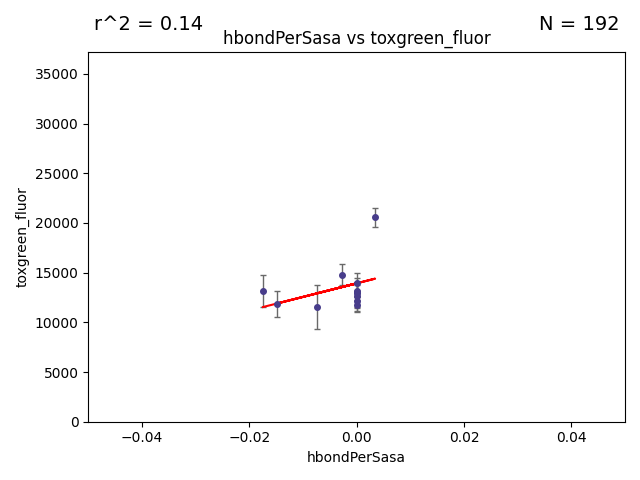 r^2 = 0.14
N = 192
hbondPerSasa vs toxgreen_fluor
35000
30000
25000
20000
15000
10000
5000
0
toxgreen_fluor
−0.04
−0.02
0.00
0.02
0.04
hbondPerSasa